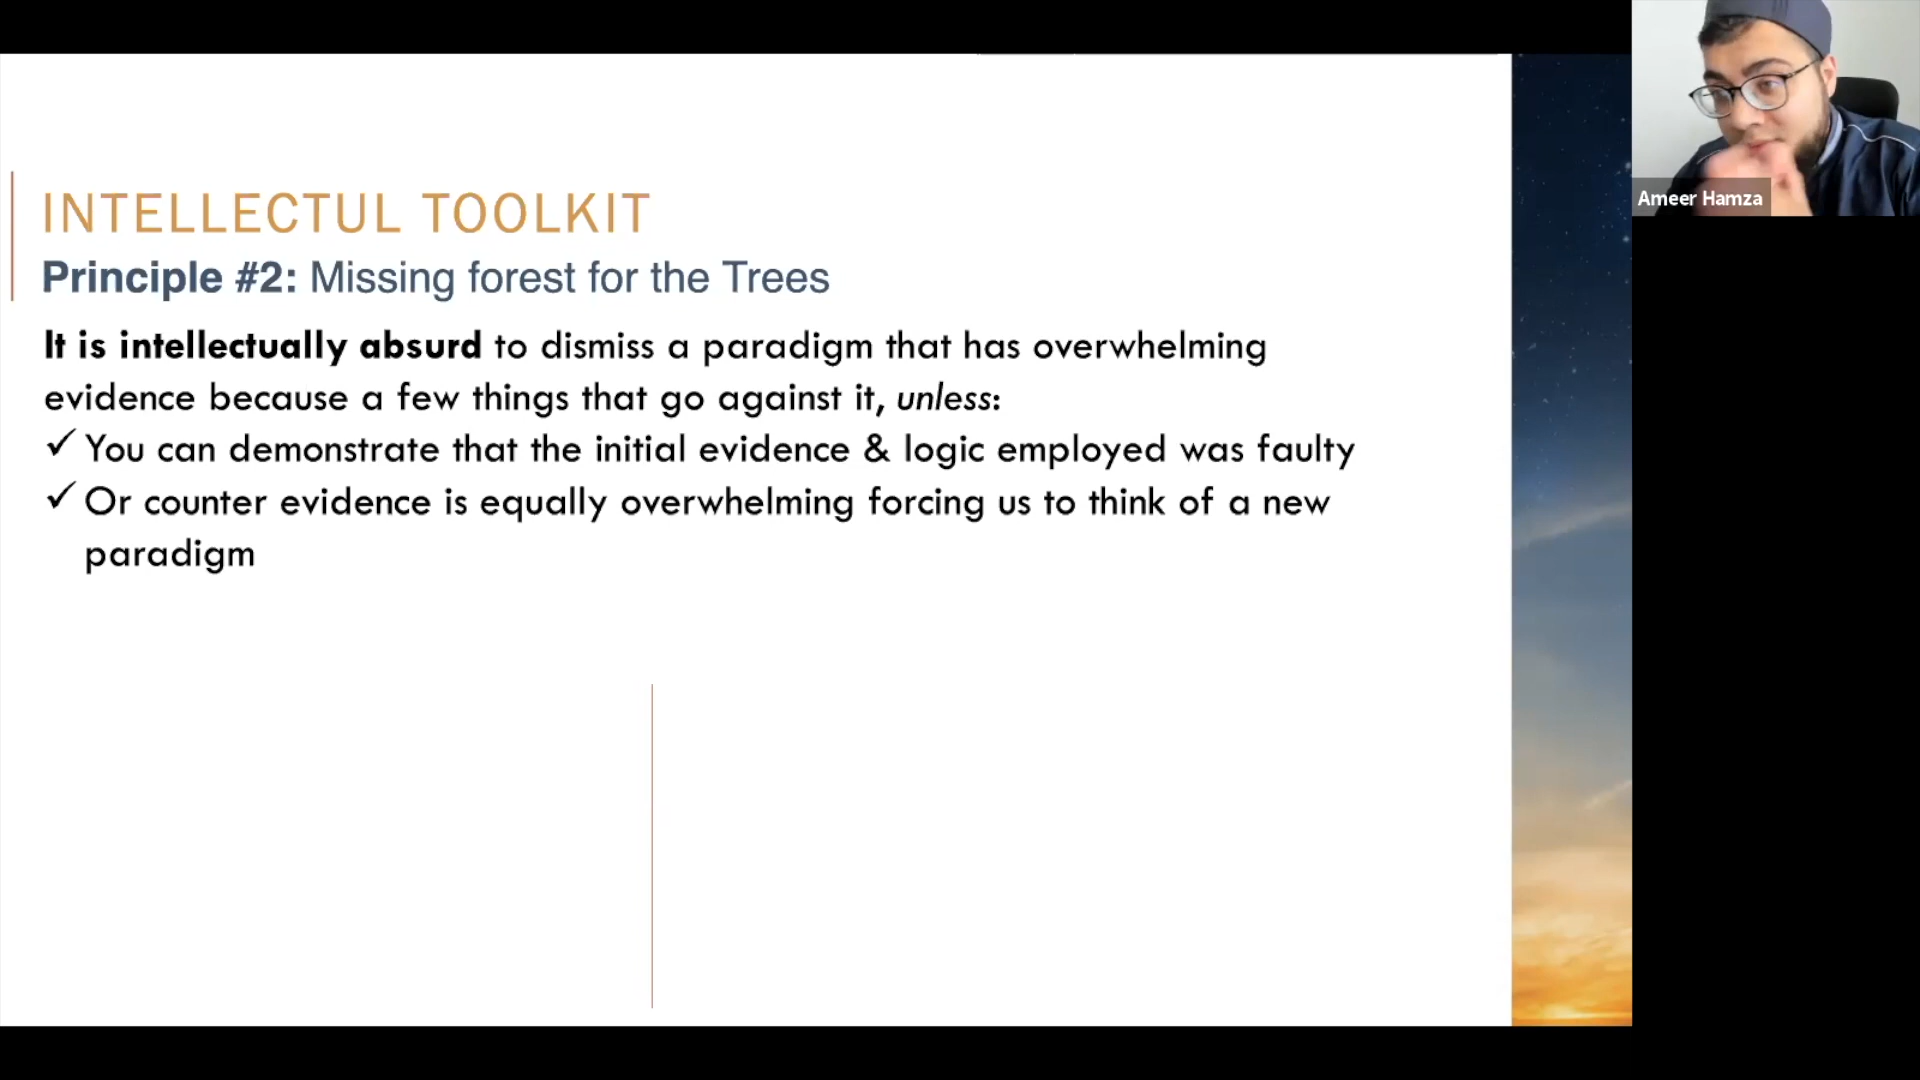 INTELLECTUL TOOLKIT
Principle #2: Missing forest for the Trees
It is intellectually absurd to dismiss a paradigm that has overwhelming
evidence because a few things that go against it, unless:
✓ You can demonstrate that the initial evidence & logic employed was faulty
✓ Or counter evidence is equally overwhelming forcing us to think of a new
paradigm
Ameer Hamza